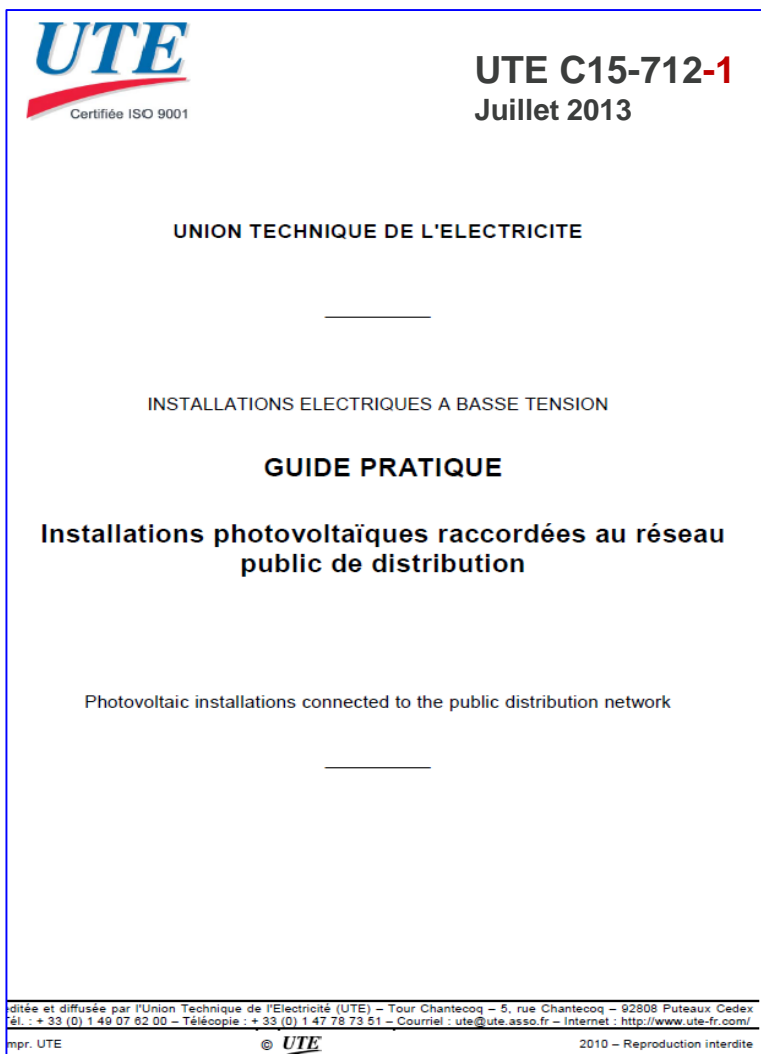 UTE
Certifiée ISO 9001
UTE C15-712-1
Juillet 2013
UNION TECHNIQUE DE L'ELECTRICITE
INSTALLATIONS ELECTRIQUES A BASSE TENSION
GUIDE PRATIQUE
Installations photovoltaïques raccordées au réseau
public de distribution
Photovoltaic installations connected to the public distribution network
éditée et diffusée par l'Union Technique de l'Electricité (UTE) – Tour Chantecoq – 5, rue Chantecoq – 92808 Puteaux Cedex
Tél. : + 33 (0) 1 49 07 62 00 – Télécopie : + 33 (0) 1 47 78 73 51 – Courriel : ute@ute.asso.fr – Internet : http://www.ute-fr.com/
mpr. UTE © UTE 2010 – Reproduction interdite